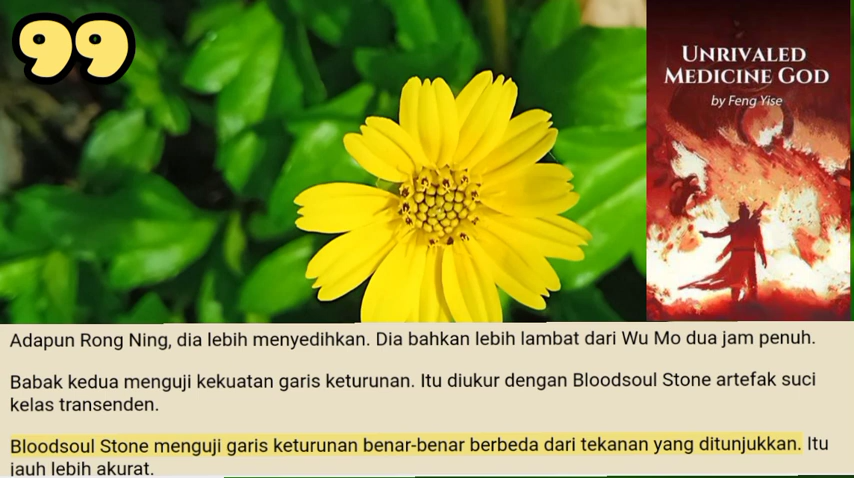 99
UNRIVALED
MEDICINE GOD
by Feng Yise
Adapun Rong Ning, dia lebih menyedihkan. Dia bahkan lebih lambat dari Wu Mo dua jam penuh.
Babak kedua menguji kekuatan garis keturunan. Itu diukur dengan Bloodsoul Stone artefak suci
kelas transenden.
Bloodsoul Stone menguji garis keturunan benar-benar berbeda dari tekanan yang ditunjukkan. Itu
jauh lebih akurat.